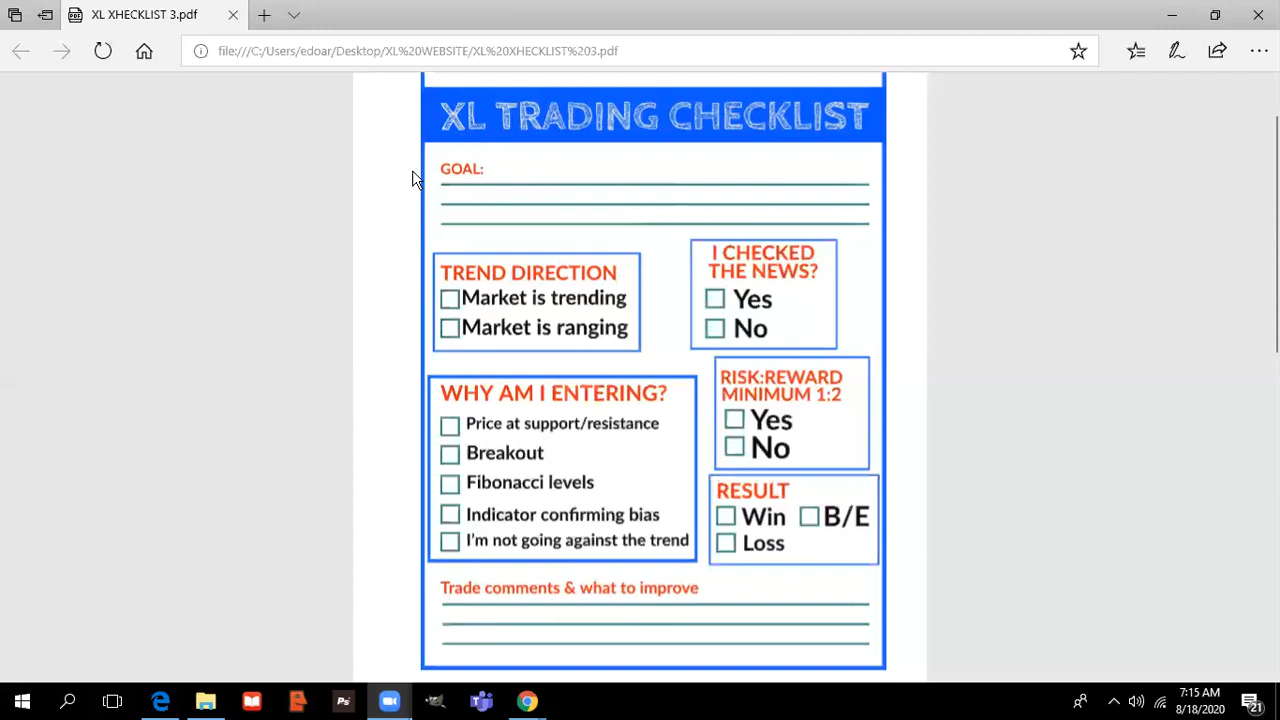 XL XHECKLIST 3.pdf
file:///C:/Users/edoar/Desktop/XL%20WEBSITE/XL%20XHECKLIST%203.pdf
XL TRADING CHECKLIST
GOAL:
TREND DIRECTION
Market is trending
Market is ranging
I CHECKED
THE NEWS?
Yes
No
WHY AM I ENTERING?
Price at support/resistance
Breakout
Fibonacci levels
Indicator confirming bias
I'm not going against the trend
RISK:REWARD
MINIMUM 1:2
Yes
No
RESULT
Win B/E
Loss
Trade comments & what to improve
Ps
7:15 AM
8/18/2020
21